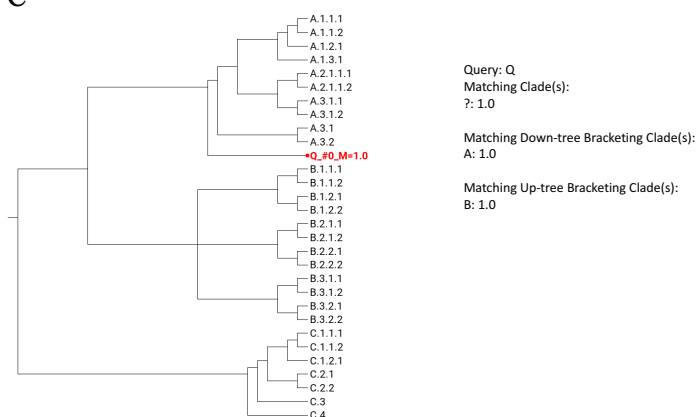 C
A.1.1.1
A.1.1.2
A.1.2.1
A.1.3.1
A.2.1.1.1
A.2.1.1.2
A.3.1.1
A.3.1.2
A.3.1
A.3.2
Q_#0_M=1.0
B.1.1.1
B.1.1.2
B.1.2.1
B.1.2.2
B.2.1.1
B.2.1.2
B.2.2.1
B.2.2.2
B.3.1.1
B.3.1.2
B.3.2.1
B.3.2.2
C.1.1.1
C.1.1.2
C.1.2.1
C.2.1
C.2.2
C.3
C.4
Query: Q
Matching Clade(s):
?: 1.0
Matching Down-tree Bracketing Clade(s):
A: 1.0
Matching Up-tree Bracketing Clade(s):
B: 1.0